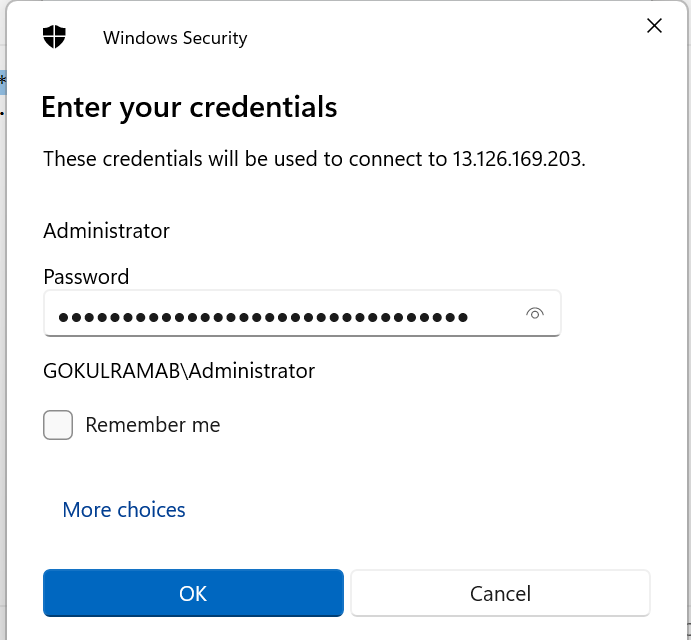 Windows Security
Enter your credentials
These credentials will be used to connect to 13.126.169.203.
Administrator
Password
●●●●●●●●●●●●●●●●●●●●●●●●●●●●●●●●
GOKULRAMAB\Administrator
Remember me
More choices
OK
Cancel